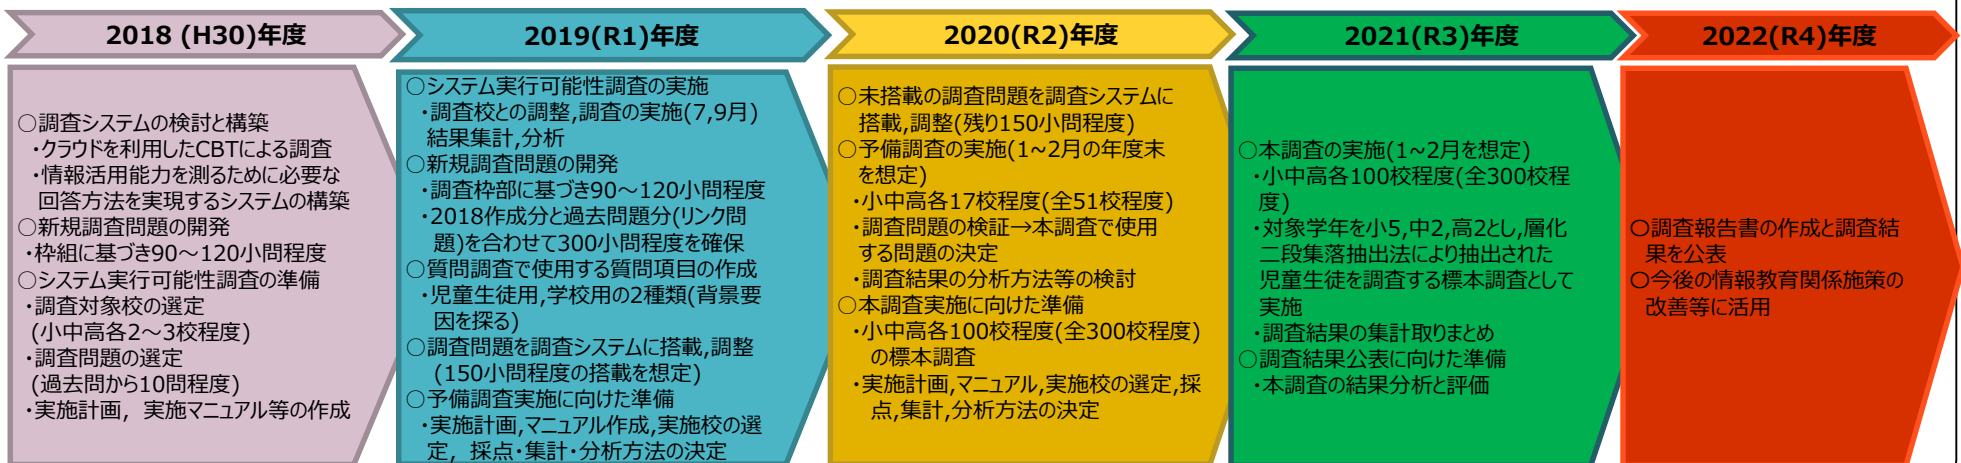 2018 (H30)年度
○調査システムの検討と構築
・クラウドを利用したCBTによる調査
・情報活用能力を測るために必要な
回答方法を実現するシステムの構築
○新規調査問題の開発
・枠組に基づき90～120小問程度
○システム実行可能性調査の準備
・調査対象校の選定
(小中高各2～3校程度)
・調査問題の選定
(過去問から10問程度)
・実施計画, 実施マニュアル等の作成
2019(R1)年度
○システム実行可能性調査の実施
・調査校との調整,調査の実施(7,9月)
結果集計,分析
○新規調査問題の開発
・調査枠部に基づき90～120小問程度
・2018作成分と過去問題分(リンク問
題)を合わせて300小問程度を確保
○質問調査で使用する質問項目の作成
・児童生徒用,学校用の2種類(背景要
因を探る)
○調査問題を調査システムに搭載,調整
(150小問程度の搭載を想定)
○予備調査実施に向けた準備
・実施計画,マニュアル作成,実施校の選
定, 採点・集計・分析方法の決定
2020(R2)年度
○未搭載の調査問題を調査システムに
搭載,調整(残り150小問程度)
○予備調査の実施(1~2月の年度末
を想定)
・小中高各17校程度(全51校程度)
・調査問題の検証→本調査で使用
する問題の決定
・調査結果の分析方法等の検討
○本調査実施に向けた準備
・小中高各100校程度(全300校程度)
の標本調査
・実施計画,マニュアル,実施校の選定,採
点,集計,分析方法の決定
2021(R3)年度
○本調査の実施(1~2月を想定)
・小中高各100校程度(全300校程
度)
・対象学年を小5,中2,高2とし,層化
二段集落抽出法により抽出された
児童生徒を調査する標本調査として
実施
・調査結果の集計取りまとめ
○調査結果公表に向けた準備
・本調査の結果分析と評価
2022(R4)年度
○調査報告書の作成と調査結
果を公表
○今後の情報教育関係施策の
改善等に活用